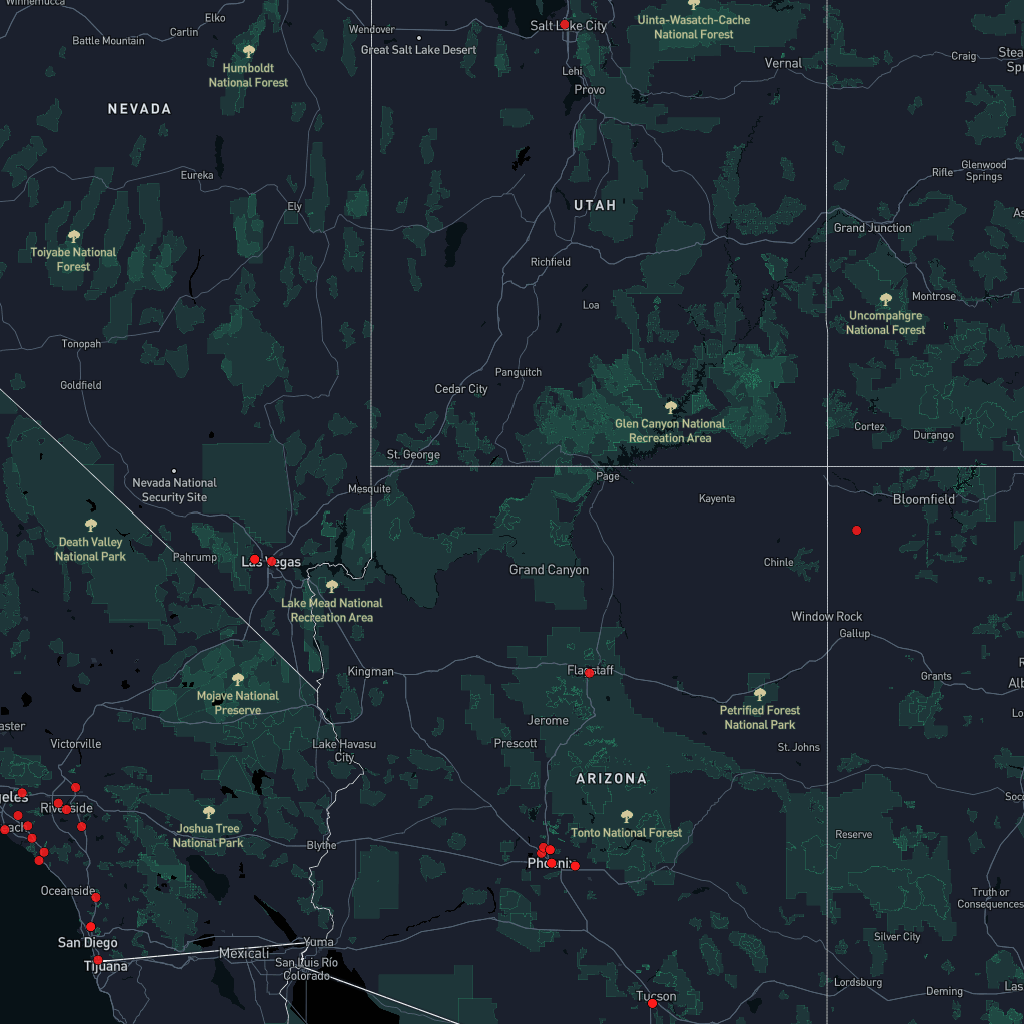 Winnemucca
Elko
Carlin
Battle Mountain
Wendover
Great Salt Lake Desert
Salt Lake City
Uinta-Wasatch-Cache
National Forest
Craig
Humboldt
National Forest
Lehi
Provo
Vernal
NEVADA
Eureka
Ely
UTAH
Rifle
Glenwood
Springs
Toiyabe National
Forest
Richfield
Grand Junction
Loa
Montrose
Uncompahgre
National Forest
Tonopah
Goldfield
Panguitch
Cedar City
Glen Canyon National
Recreation Area
Cortez
Durango
St. George
Nevada National
Security Site
Mesquite
Page
Kayenta
Bloomfield
Death Valley
National Park
Pahrump
Las Vegas
Grand Canyon
Chinle
Lake Mead National
Recreation Area
Window Rock
Gallup
Kingman
Flagstaff
Grants
Mojave National
Preserve
Petrified Forest
National Park
Jerome
Victorville
Lake Havasu
City
Prescott
St. Johns
ARIZONA
Riverside
Joshua Tree
National Park
Tonto National Forest
Reserve
Blythe
Phoenix
Oceanside
Truth or
Consequences
San Diego
Tijuana
Mexicali
Yuma
San Luis Río
Colorado
Silver City
Tucson
Lordsburg
Deming